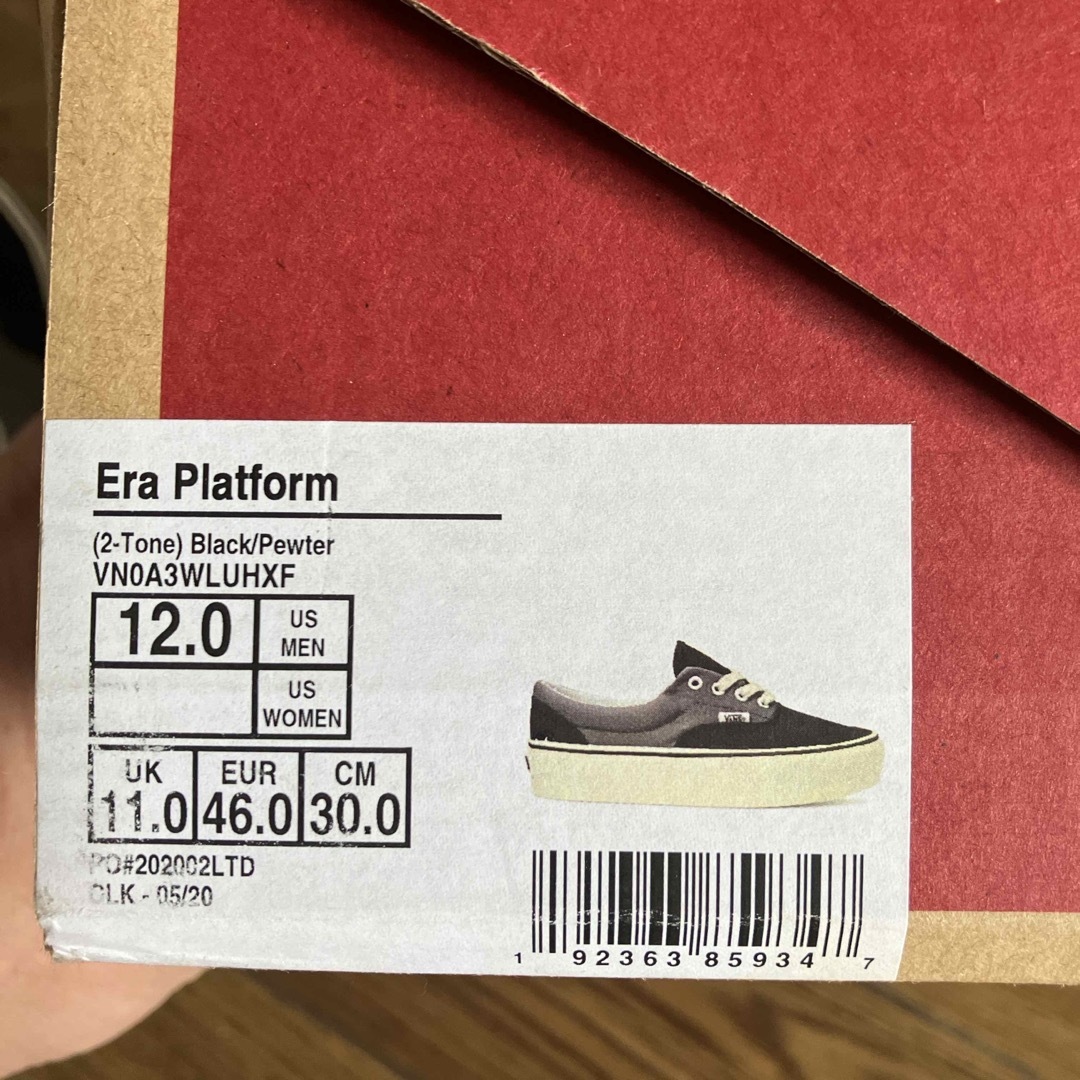 Era Platform
(2-Tone) Black/Pewter
VN0A3WLUHXF
12.0 US MEN
US WOMEN
UK EUR CM
11.0 46.0 30.0
PO#202002LTD
CLK - 05/20
VANS
1 92363 85934 7